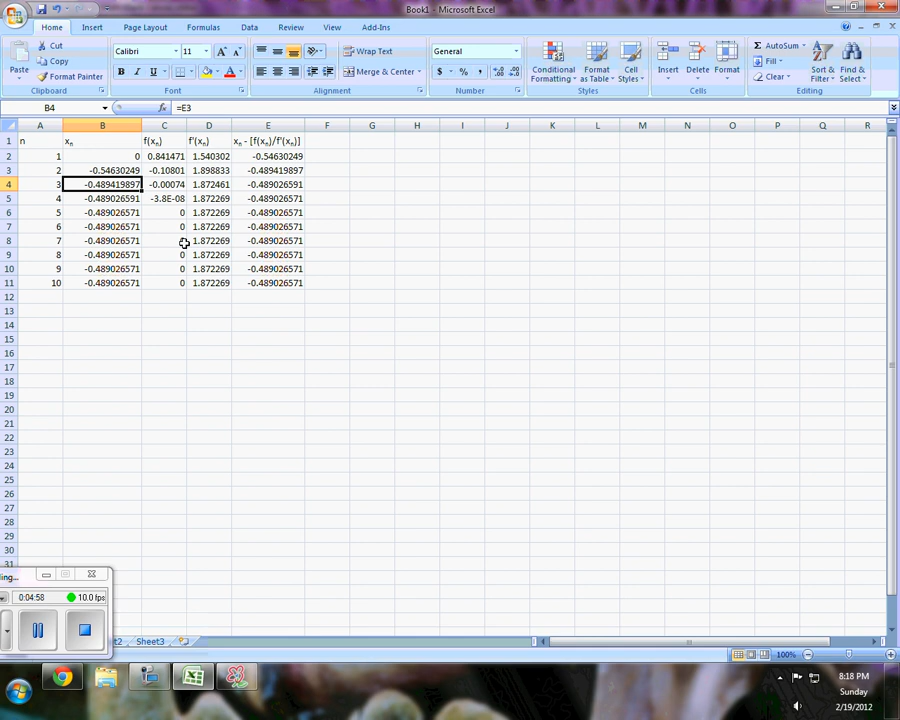 Book1 - Microsoft Excel
Home Insert Page Layout Formulas Data Review View Add-Ins
Paste Cut Calibri 11 Wrap Text General Conditional Formatting Format as Table Cell Styles Insert Delete Format Σ AutoSum Sort & Filter Find & Select
Copy Fill
Format Painter B I U Merge & Center $ % , Clear
Clipboard Font Alignment Number Styles Cells Editing
B4 fx =E3
A B C D E F G H I J K L M N O P Q R
1 n xn f(xn) f'(xn) xn - [f(xn)/f'(xn)]
2 1 0 0.841471 1.540302 -0.54630249
3 2 -0.54630249 -0.10801 1.898833 -0.489419897
4 3 -0.489419897 -0.00074 1.872461 -0.489026591
5 4 -0.489026591 -3.8E-08 1.872269 -0.489026571
6 5 -0.489026571 0 1.872269 -0.489026571
7 6 -0.489026571 0 1.872269 -0.489026571
8 7 -0.489026571 0 1.872269 -0.489026571
9 8 -0.489026571 0 1.872269 -0.489026571
10 9 -0.489026571 0 1.872269 -0.489026571
11 10 -0.489026571 0 1.872269 -0.489026571
12
13
14
15
16
17
18
19
20
21
22
23
24
25
26
27
28
29
30
31
ling...
0:04:58 10.0 fps
t2 Sheet3
100%
8:18 PM
Sunday
2/19/2012